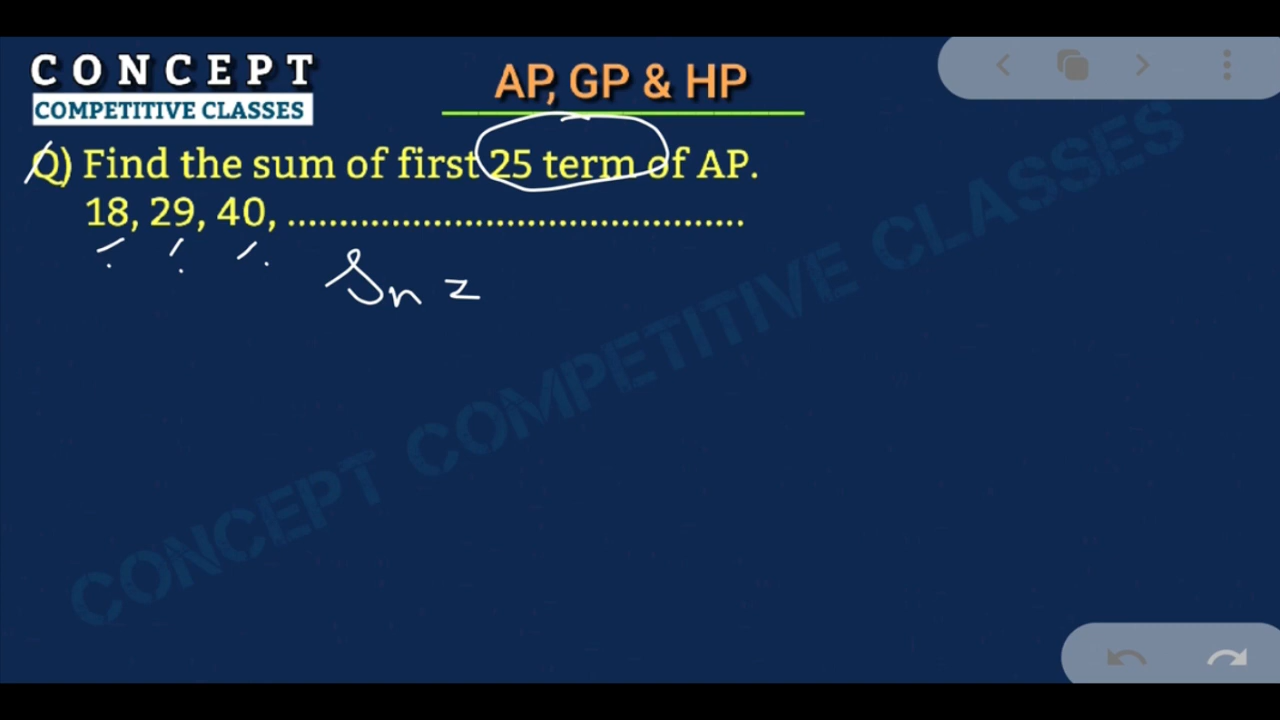 CONCEPT
COMPETITIVE CLASSES
AP, GP & HP
Q) Find the sum of first 25 term of AP.
18, 29, 40, ............................................
Sn =
CONCEPT COMPETITIVE CLASSES